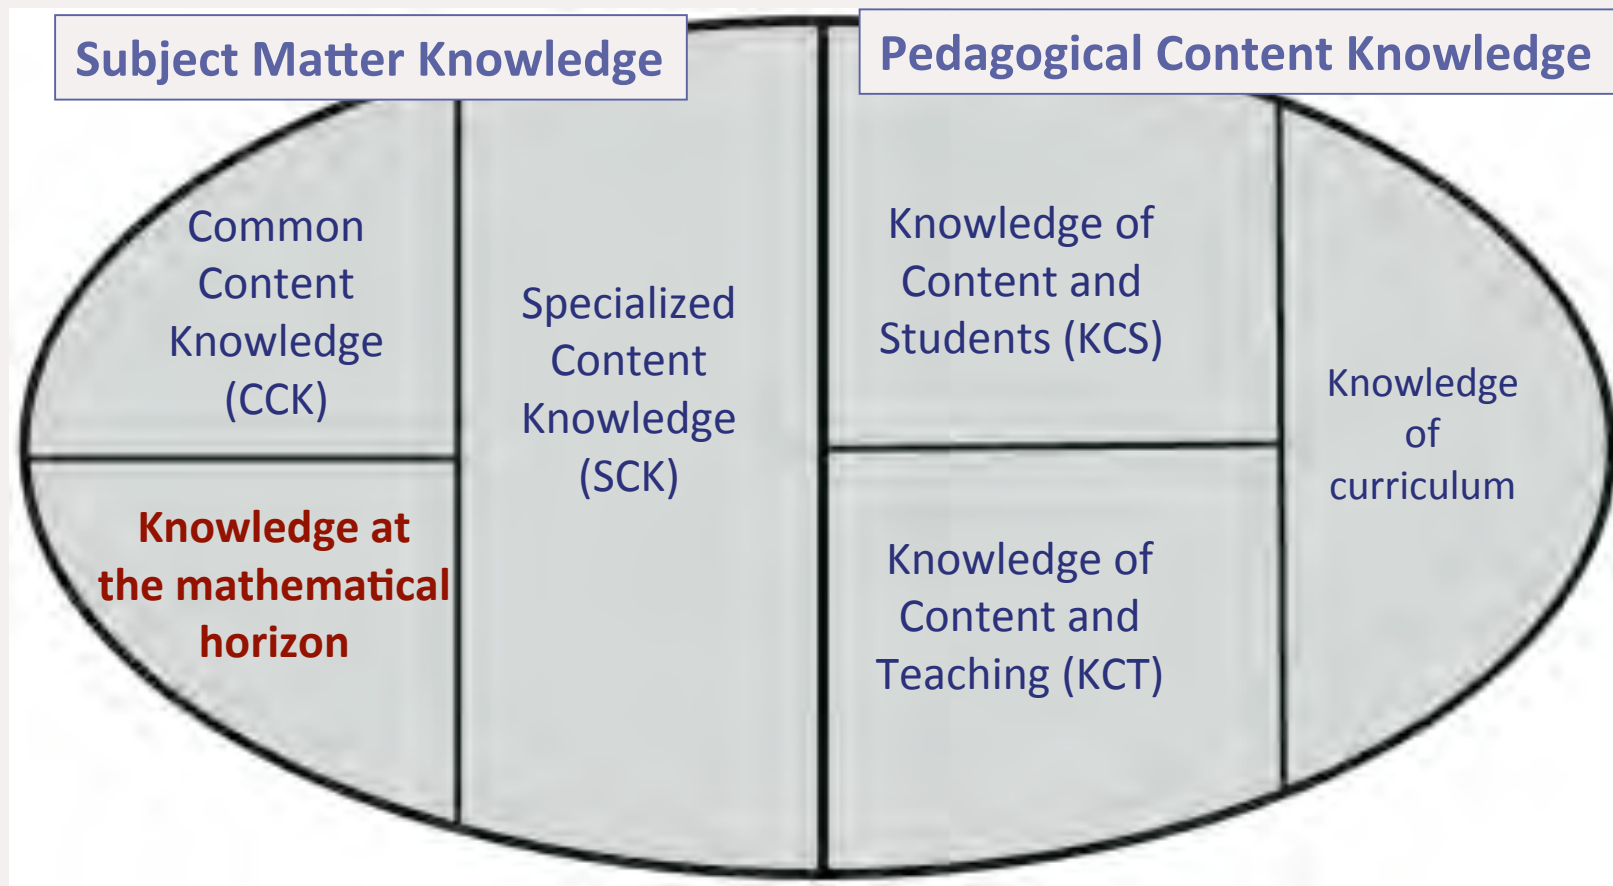 Subject Matter Knowledge
Pedagogical Content Knowledge
Common
Content
Knowledge
(CCK)
Knowledge at
the mathematical
horizon
Specialized
Content
Knowledge
(SCK)
Knowledge of
Content and
Students (KCS)
Knowledge of
Content and
Teaching (KCT)
Knowledge
of
curriculum